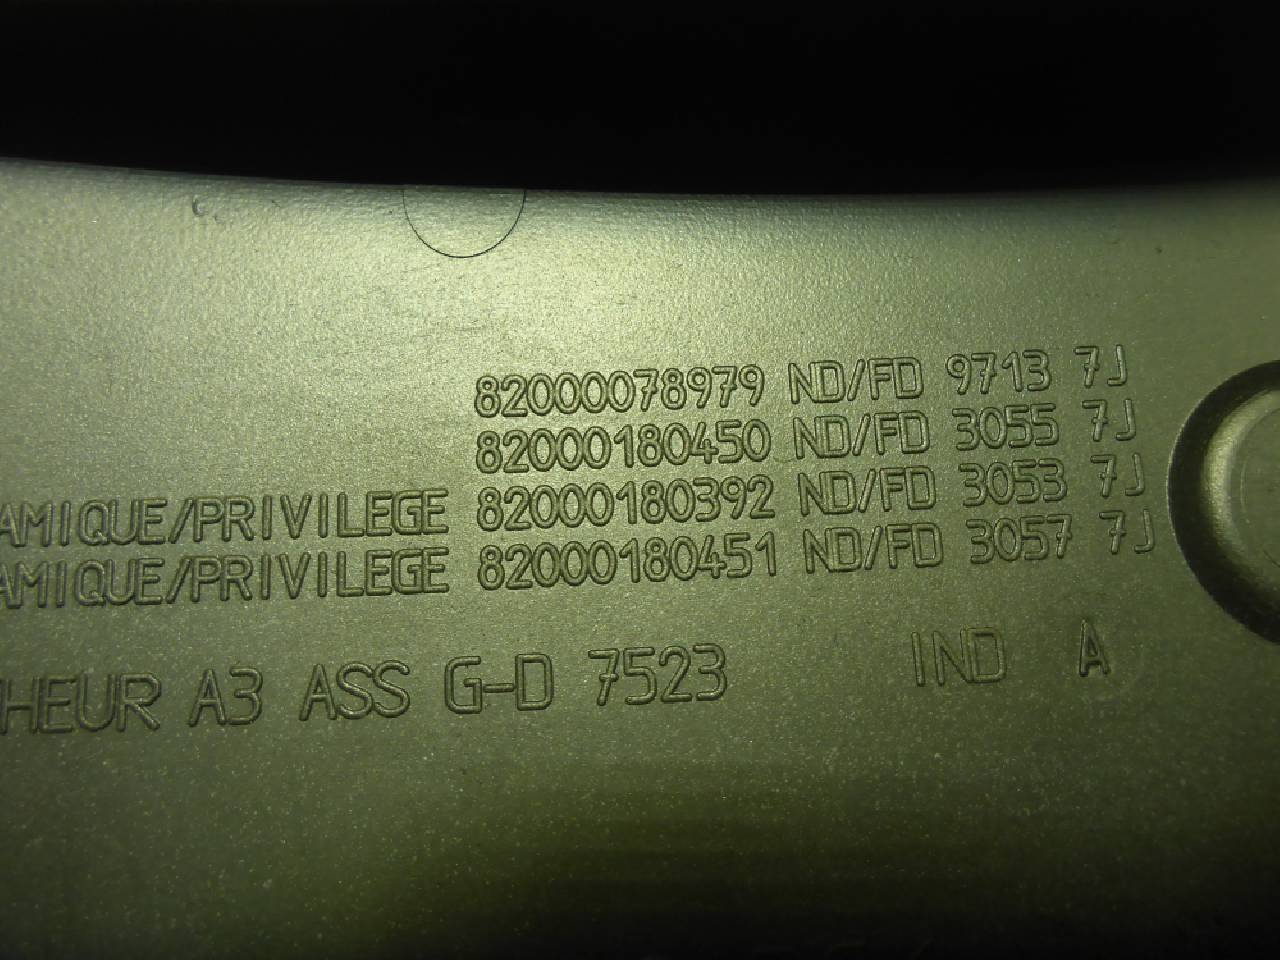 82000078979 ND/FD 9713 7J
82000180450 ND/FD 3055 7J
AMIQUE/PRIVILEGE 82000180392 ND/FD 3053 7J
AMIQUE/PRIVILEGE 82000180451 ND/FD 3057 7J
HEUR A3 ASS G-D 7523 IND A